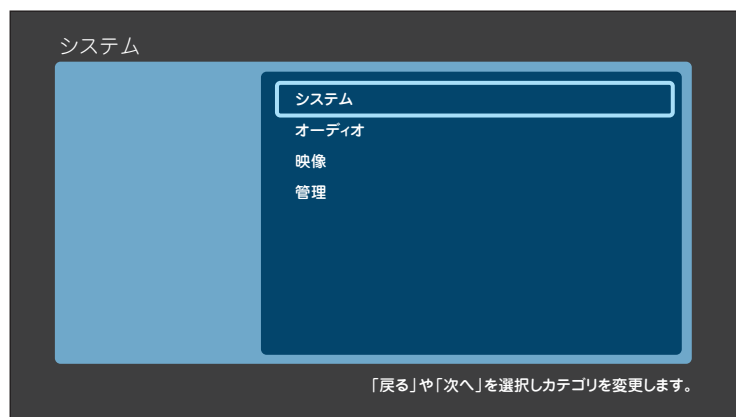 システム
システム
オーディオ
映像
管理
「戻る」や「次へ」を選択しカテゴリを変更します。